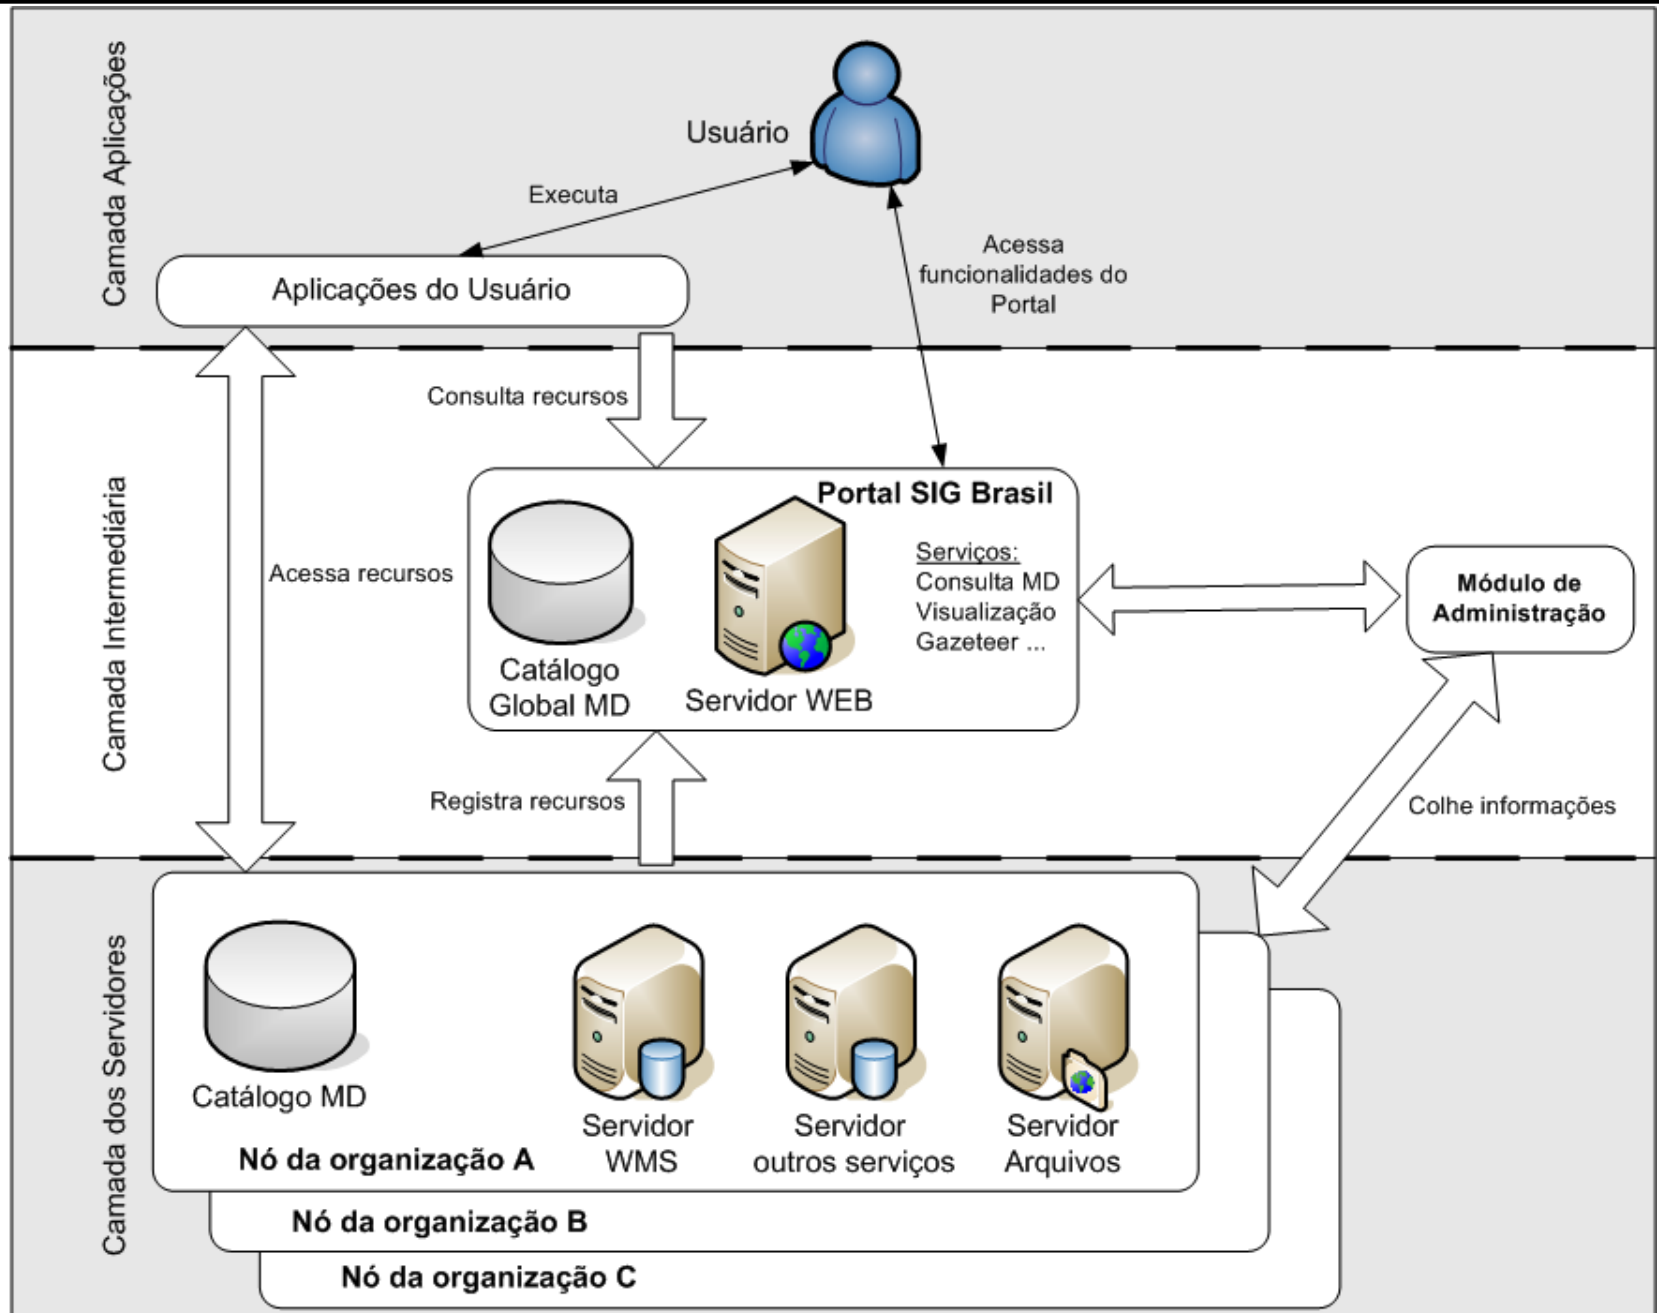 Camada Aplicações
Usuário
Executa
Acessa
funcionalidades do
Portal
Aplicações do Usuário
Camada Intermediária
Consulta recursos
Acessa recursos
Portal SIG Brasil
Serviços:
Consulta MD
Visualização
Gazeteer ...
Catálogo
Global MD
Servidor WEB
Módulo de
Administração
Registra recursos
Colhe informações
Camada dos Servidores
Catálogo MD
Servidor
WMS
Servidor
outros serviços
Servidor
Arquivos
Nó da organização A
Nó da organização B
Nó da organização C